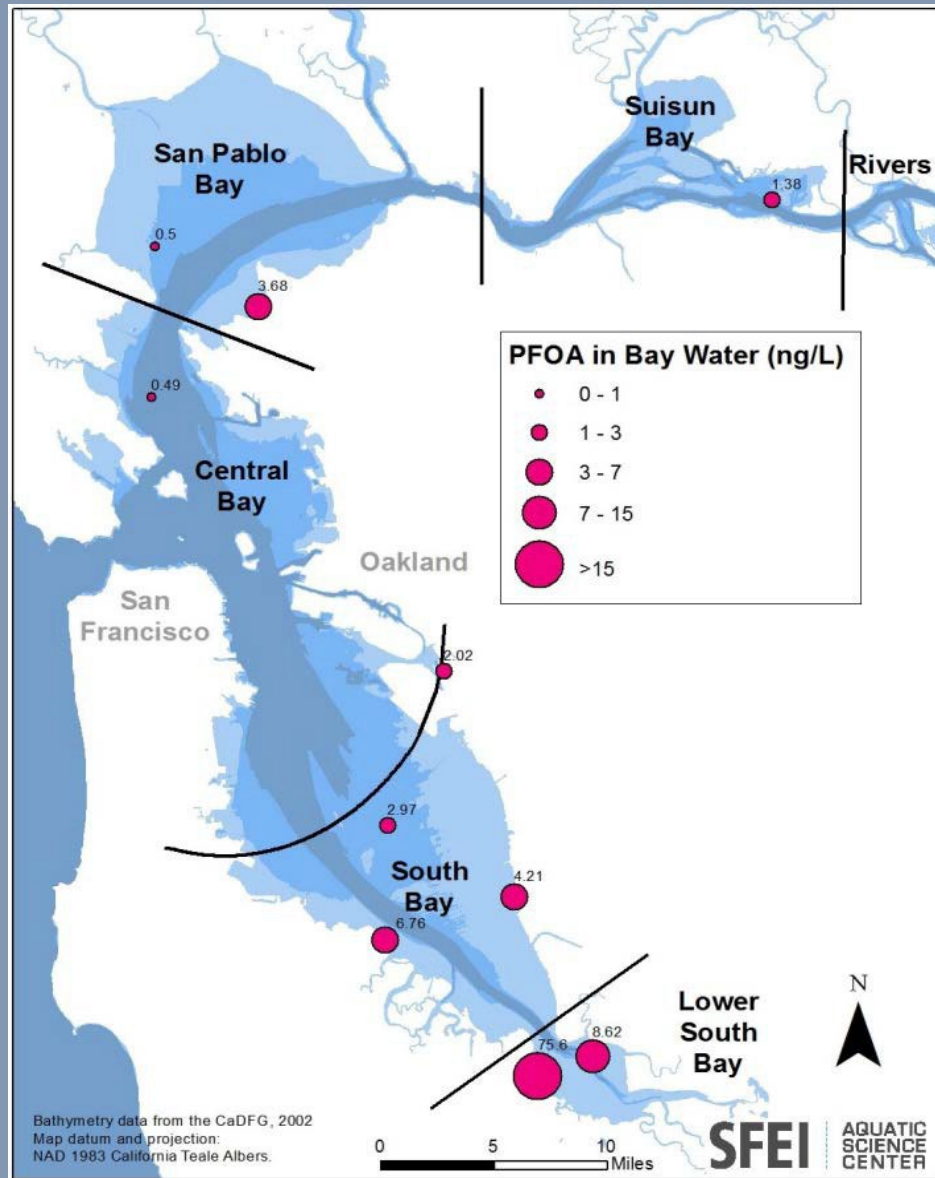 Suisun
Bay
San Pablo
Bay
Rivers
1.38
0.5
3.68
0.49
PFOA in Bay Water (ng/L)
0 - 1
1 - 3
3 - 7
7 - 15
>15
Central
Bay
Oakland
San
Francisco
2.02
2.97
South
Bay
4.21
6.76
Lower
South
Bay
N
8.62
75.6
Bathymetry data from the CaDFG, 2002
Map datum and projection:
NAD 1983 California Teale Albers.
0 5 10
Miles
SFEI
AQUATIC
SCIENCE
CENTER